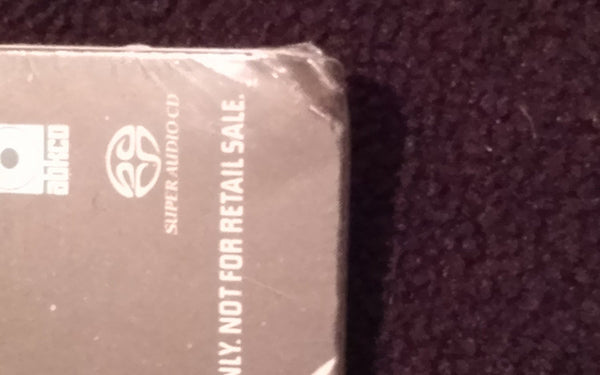 abkco
SUPER AUDIO CD
NLY. NOT FOR RETAIL SALE.